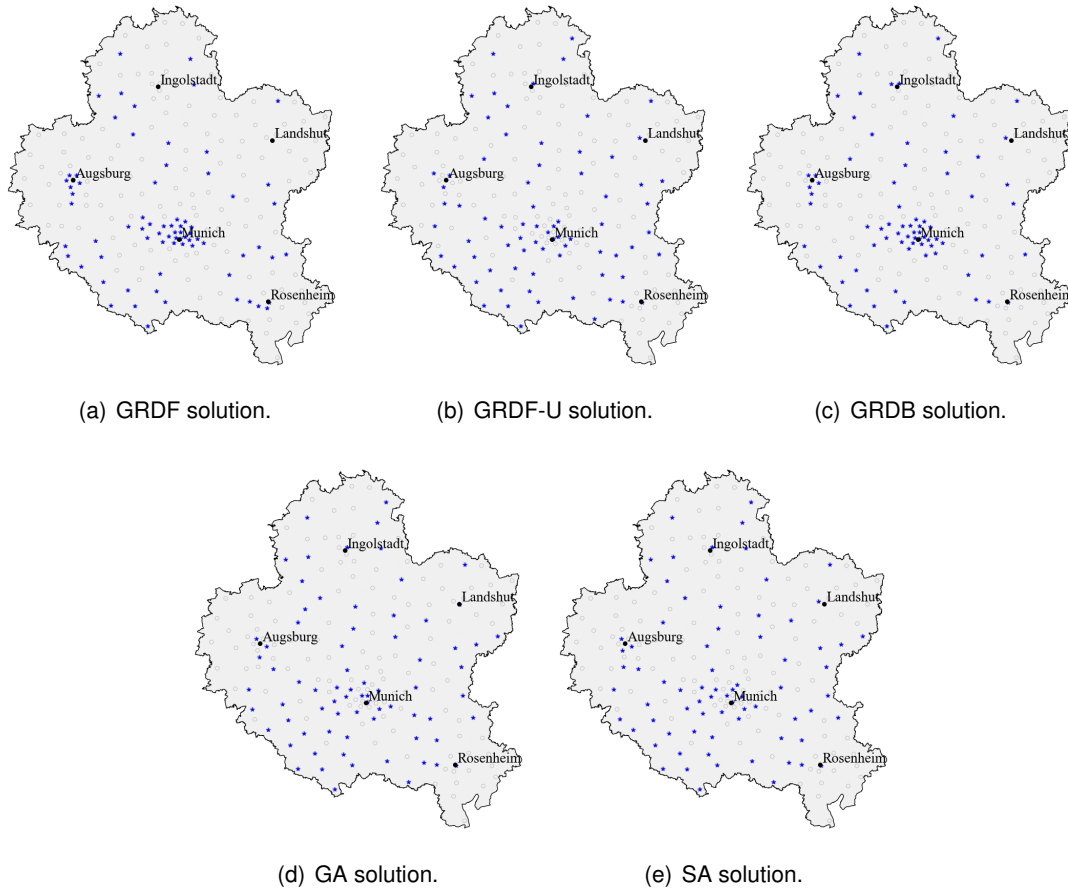 Ingolstadt
Landshut
Augsburg
Munich
Rosenheim
(a) GRDF solution.
Ingolstadt
Landshut
Augsburg
Munich
Rosenheim
(b) GRDF-U solution.
Ingolstadt
Landshut
Augsburg
Munich
Rosenheim
(c) GRDB solution.
Ingolstadt
Landshut
Augsburg
Munich
Rosenheim
(d) GA solution.
Ingolstadt
Landshut
Augsburg
Munich
Rosenheim
(e) SA solution.